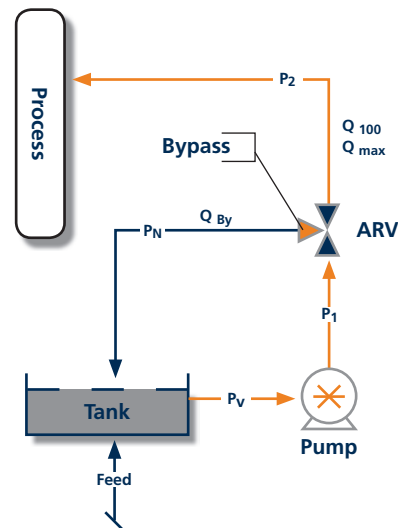 P2
Process
Q 100
Q max
Bypass
Q By
ARV
PN
P1
Pv
Tank
Pump
Feed